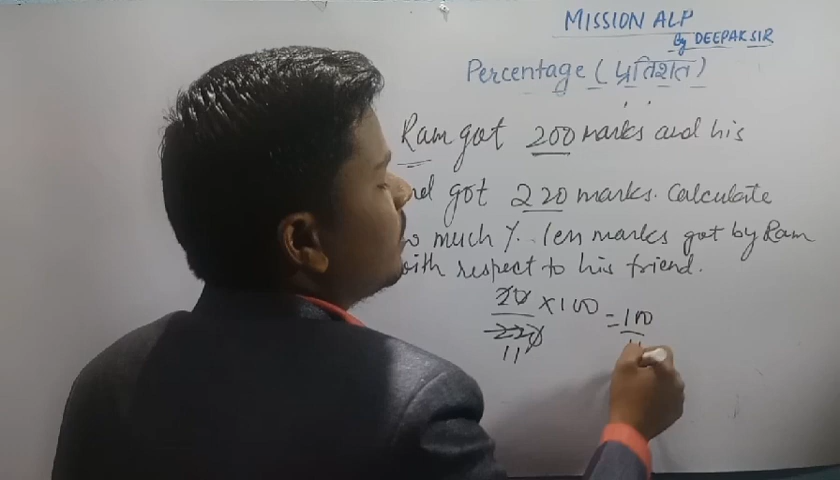 MISSION ALP
By DEEPAK SIR
Percentage (प्रतिशत)
Ram got 200 marks and his
got 220 marks. Calculate
much % less marks got by Ram
with respect to his friend.
20 × 100 = 100
220 11
11